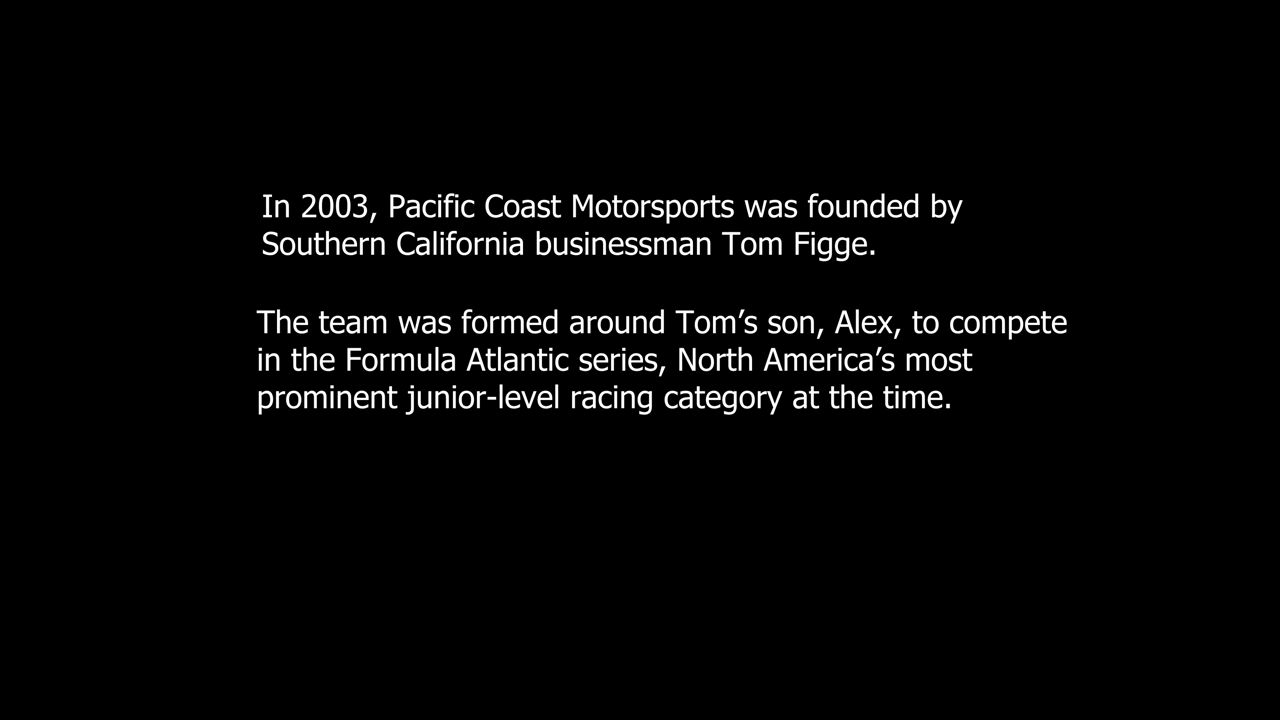 In 2003, Pacific Coast Motorsports was founded by
Southern California businessman Tom Figge.
The team was formed around Tom’s son, Alex, to compete
in the Formula Atlantic series, North America’s most
prominent junior-level racing category at the time.